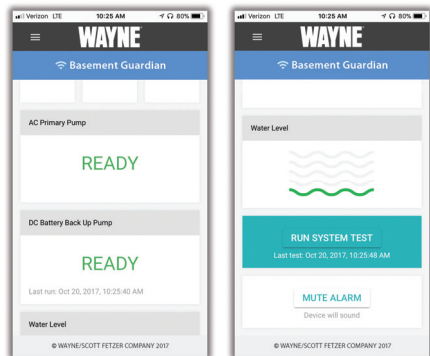 Verizon LTE 10:25 AM 80%
WAYNE
Basement Guardian
AC Primary Pump
READY
DC Battery Back Up Pump
READY
Last run: Oct 20, 2017, 10:25:40 AM
Water Level
© WAYNE/SCOTT FETZER COMPANY 2017
Verizon LTE 10:25 AM 80%
WAYNE
Basement Guardian
Water Level
RUN SYSTEM TEST
Last test: Oct 20, 2017, 10:25:48 AM
MUTE ALARM
Device will sound
© WAYNE/SCOTT FETZER COMPANY 2017